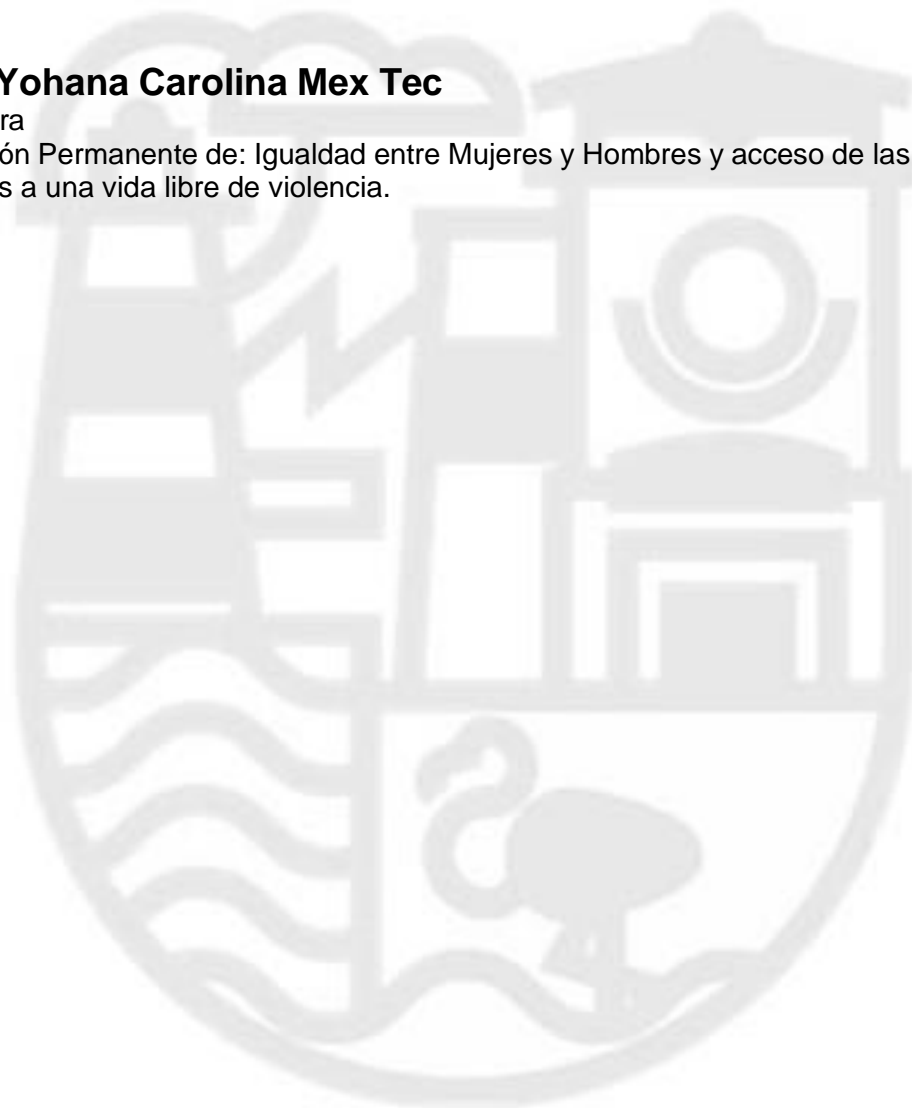 Yohana Carolina Mex Tec
ra
ón Permanente de: Igualdad entre Mujeres y Hombres y acceso de las
s a una vida libre de violencia.